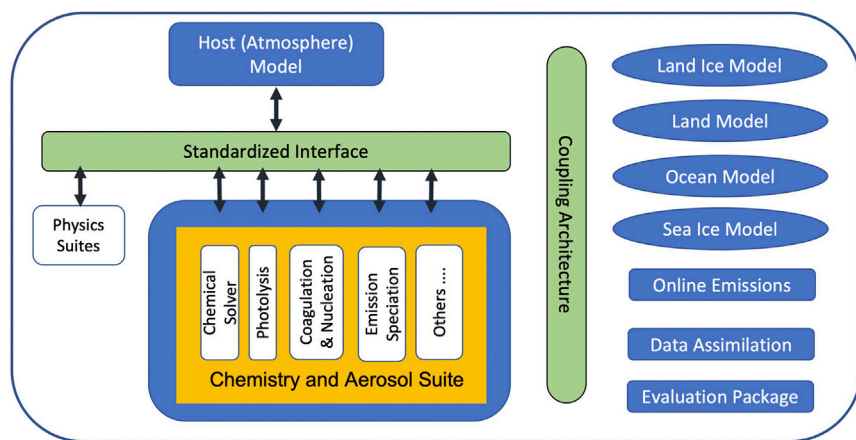 Host (Atmosphere)
Model
Standardized Interface
Physics
Suites
Chemical
Solver
Photolysis
Coagulation
& Nucleation
Emission
Speciation
Others ....
Chemistry and Aerosol Suite
Coupling Architecture
Land Ice Model
Land Model
Ocean Model
Sea Ice Model
Online Emissions
Data Assimilation
Evaluation Package